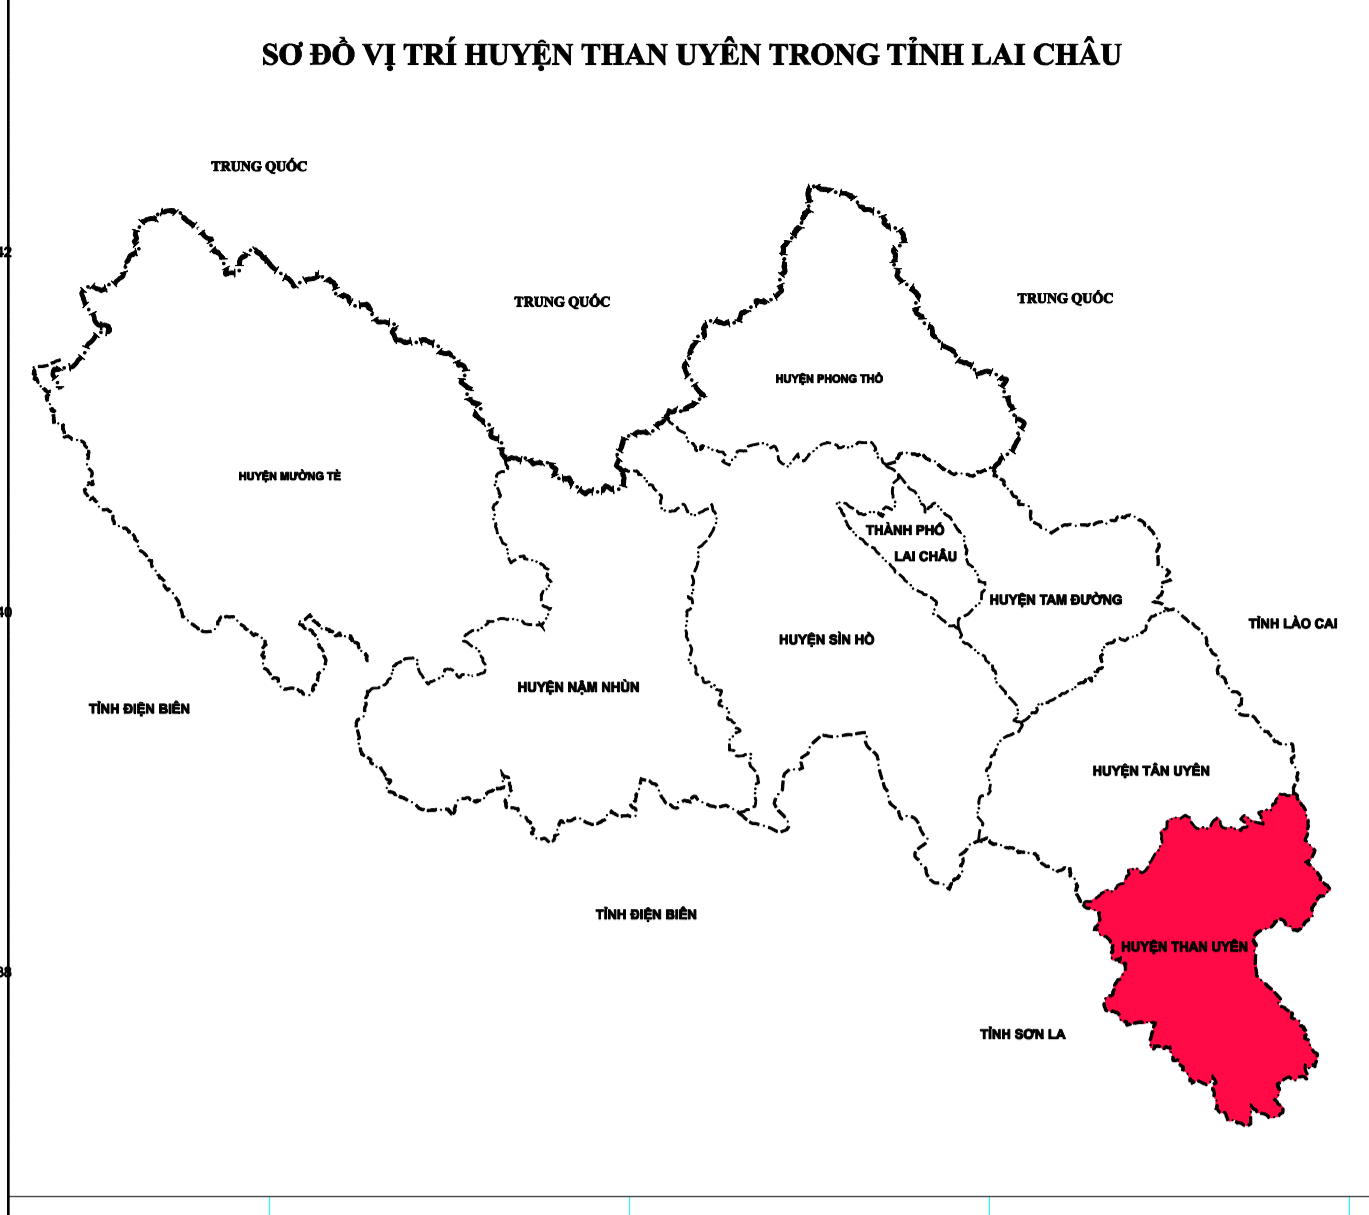 SƠ ĐỒ VỊ TRÍ HUYỆN THAN UYÊN TRONG TỈNH LAI CHÂU
TRUNG QUỐC
TRUNG QUỐC
TRUNG QUỐC
HUYỆN PHONG THỔ
HUYỆN MƯỜNG TÈ
THÀNH PHỐ
LAI CHÂU
HUYỆN TAM ĐƯỜNG
TỈNH LÀO CAI
HUYỆN SÌN HỒ
HUYỆN NẬM NHÙN
TỈNH ĐIỆN BIÊN
HUYỆN TÂN UYÊN
TỈNH ĐIỆN BIÊN
HUYỆN THAN UYÊN
TỈNH SƠN LA